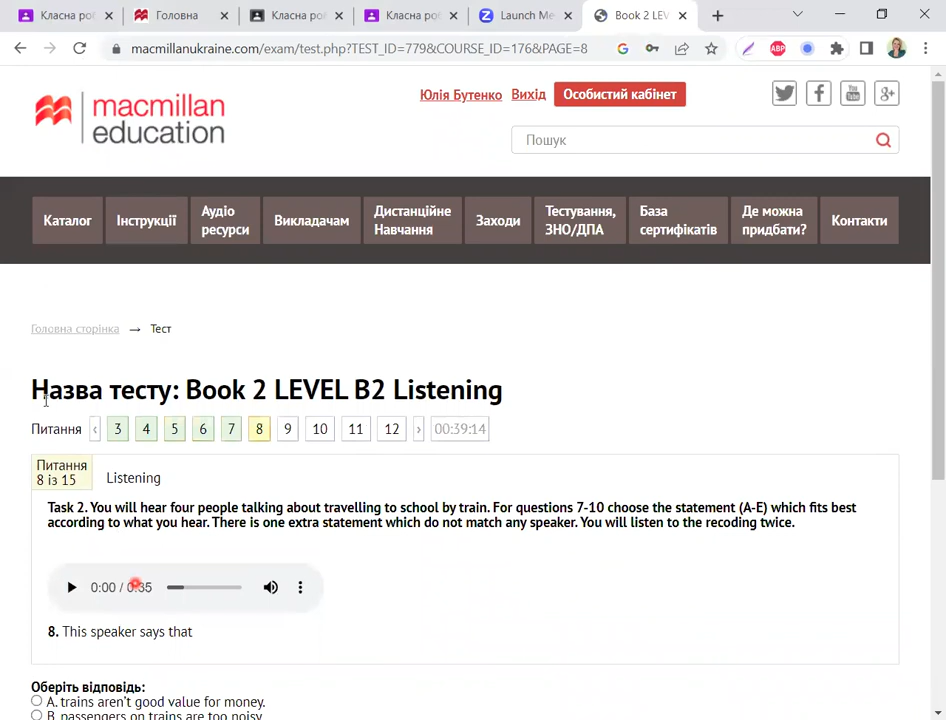 Класна роб
Головна
Класна роб
Класна роб
Launch Me
Book 2 LEV
macmillanukraine.com/exam/test.php?TEST_ID=779&COURSE_ID=176&PAGE=8
ABP
macmillan
education
Юлія Бутенко
Вихід
Особистий кабінет
Пошук
Каталог
Інструкції
Аудіо
ресурси
Викладачам
Дистанційне
Навчання
Заходи
Тестування,
ЗНО/ДПА
База
сертифікатів
Де можна
придбати?
Контакти
Головна сторінка → Тест
Назва тесту: Book 2 LEVEL B2 Listening
Питання ‹ 3 4 5 6 7 8 9 10 11 12 › 00:39:14
Питання
8 із 15
Listening
Task 2. You will hear four people talking about travelling to school by train. For questions 7-10 choose the statement (A-E) which fits best
according to what you hear. There is one extra statement which do not match any speaker. You will listen to the recoding twice.
0:00 / 0:35
8. This speaker says that
Оберіть відповідь:
A. trains aren't good value for money.
B. passengers on trains are too noisy